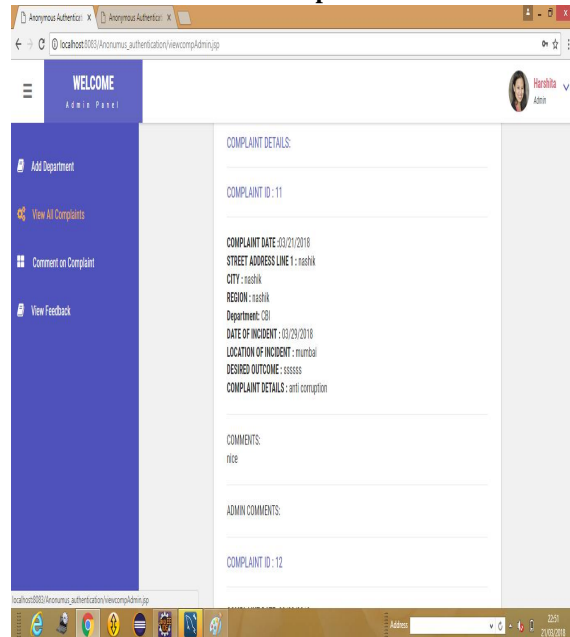 Anonymous Authenticat x Anonymous Authenticat x
localhost:8083/Anonumus_authentication/viewcompAdmin.jsp
WELCOME
Admin Panel
Harshita
Admin
Add Department
View All Complaints
Comment on Complaint
View Feedback
COMPLAINT DETAILS:
COMPLAINT ID : 11
COMPLAINT DATE :03/21/2018
STREET ADDRESS LINE 1 : nashik
CITY : nashik
REGION : nashik
Department: CBI
DATE OF INCIDENT : 03/29/2018
LOCATION OF INCIDENT : mumbai
DESIRED OUTCOME : ssssss
COMPLAINT DETAILS : anti corruption
COMMENTS:
nice
ADMIN COMMENTS:
COMPLAINT ID : 12
localhost:8083/Anonumus_authentication/viewcompAdmin.jsp
Address
22:51
21/03/2018